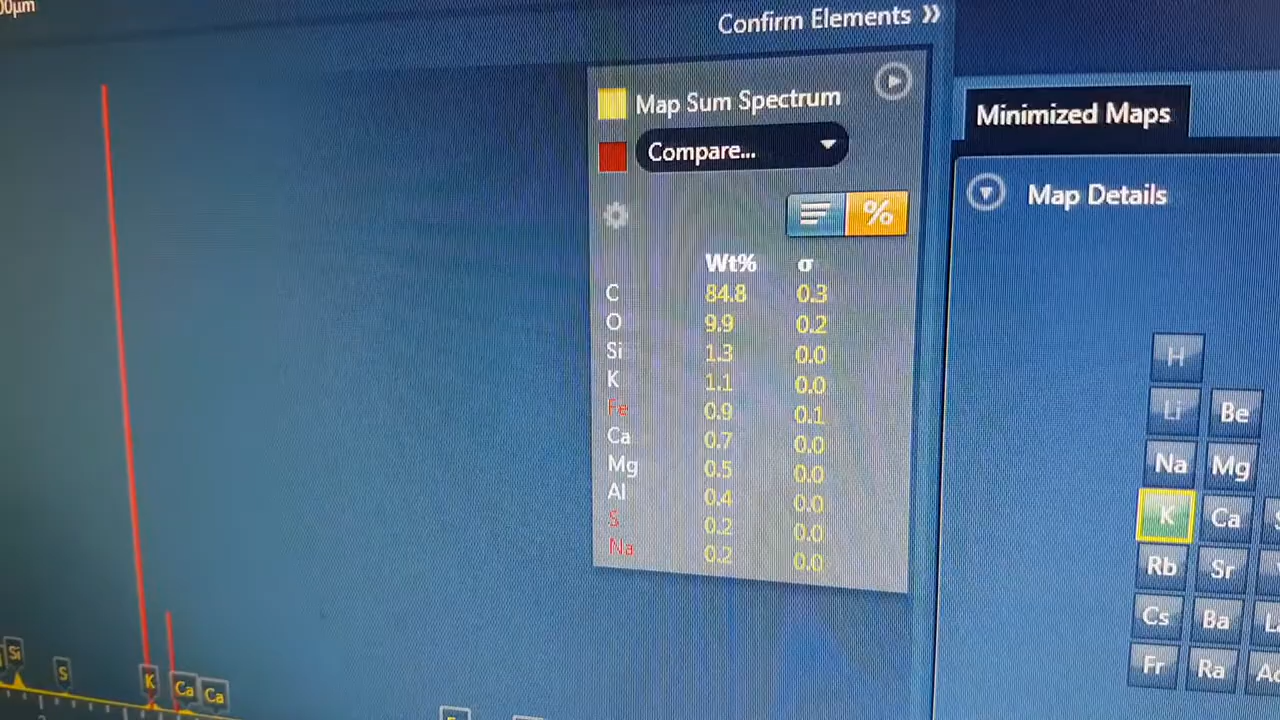 00µm
Confirm Elements »
Map Sum Spectrum
Compare...
%
Wt% σ
C 84.8 0.3
O 9.9 0.2
Si 1.3 0.0
K 1.1 0.0
Fe 0.9 0.1
Ca 0.7 0.0
Mg 0.5 0.0
Al 0.4 0.0
S 0.2 0.0
Na 0.2 0.0
Si
S
K
Ca
Ca
Minimized Maps
Map Details
H
Li Be
Na Mg
K Ca
Rb Sr
Cs Ba
Fr Ra